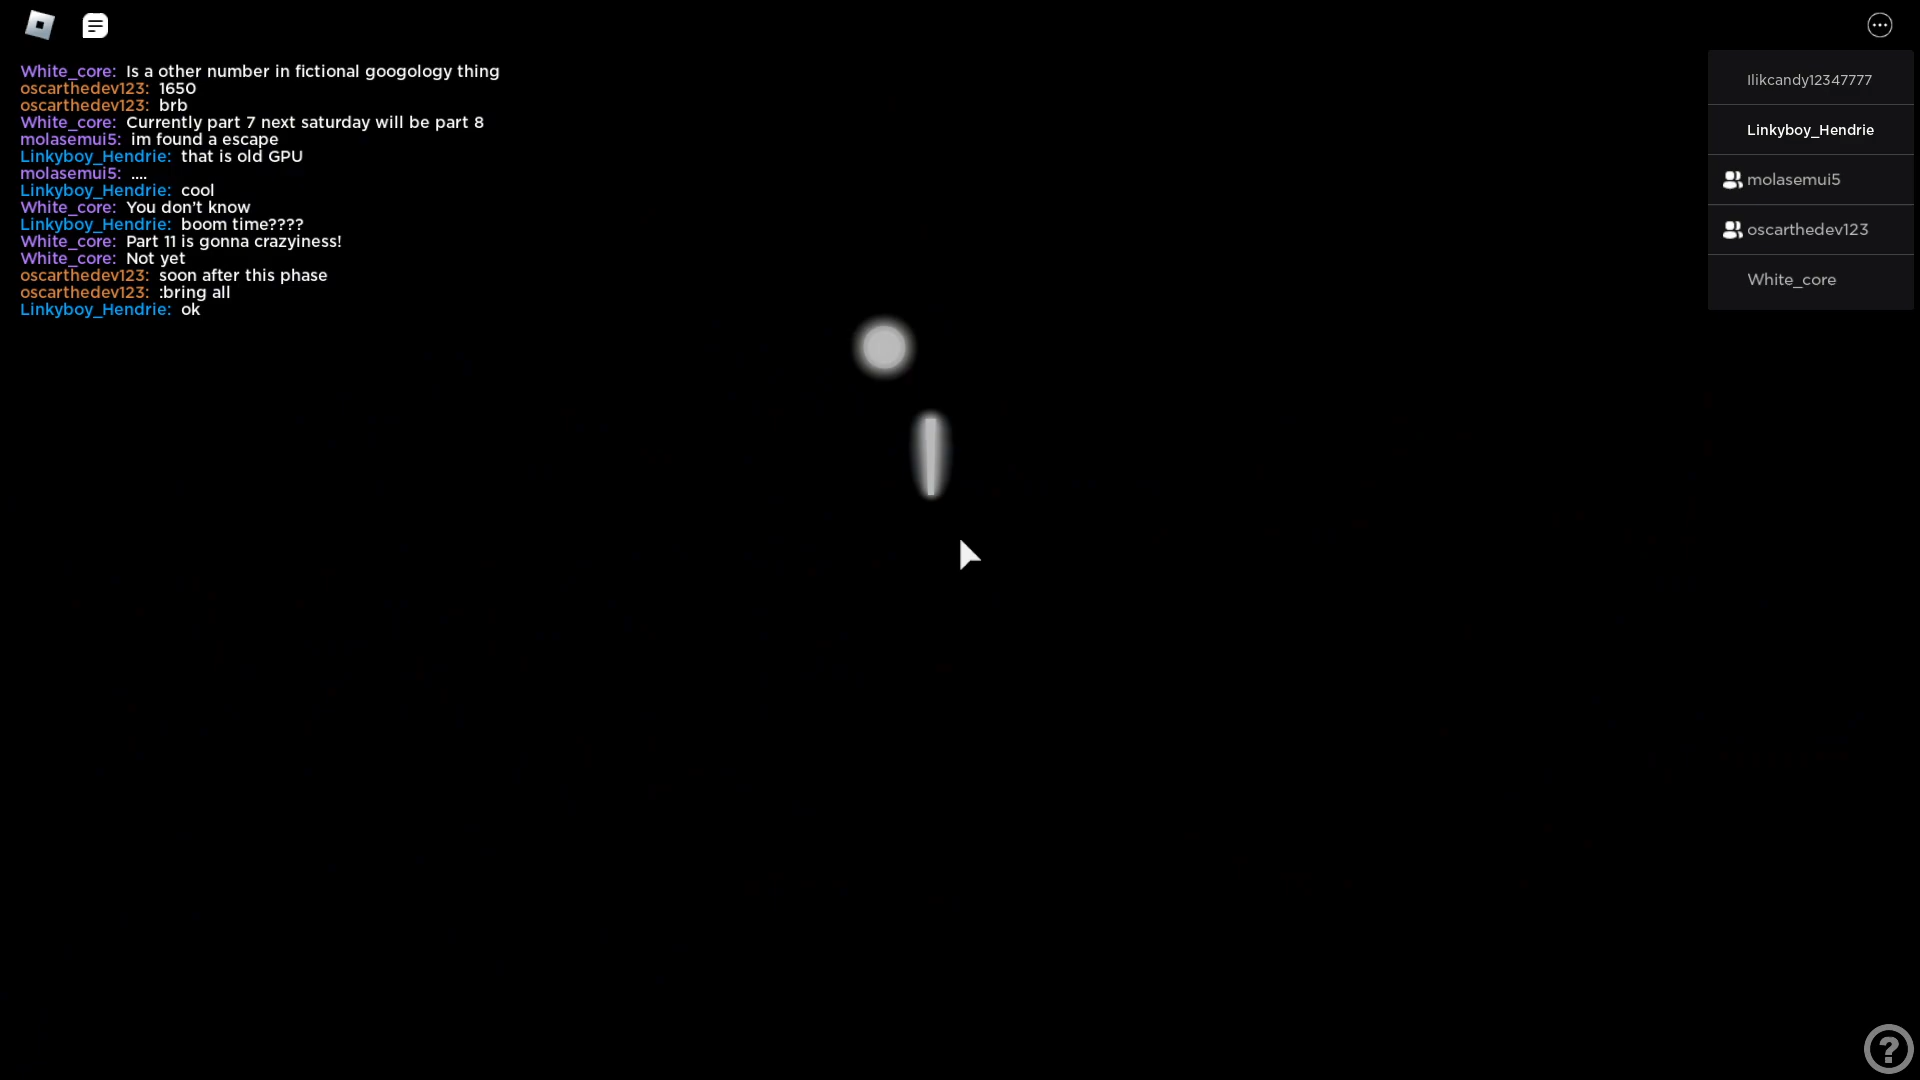 White_core: Is a other number in fictional googology thing
oscarthedev123: 1650
oscarthedev123: brb
White_core: Currently part 7 next saturday will be part 8
molasemui5: im found a escape
Linkyboy_Hendrie: that is old GPU
molasemui5: ....
Linkyboy_Hendrie: cool
White_core: You don't know
Linkyboy_Hendrie: boom time????
White_core: Part 11 is gonna crazyiness!
White_core: Not yet
oscarthedev123: soon after this phase
oscarthedev123: :bring all
Linkyboy_Hendrie: ok
Ilikcandy12347777
Linkyboy_Hendrie
molasemui5
oscarthedev123
White_core
?